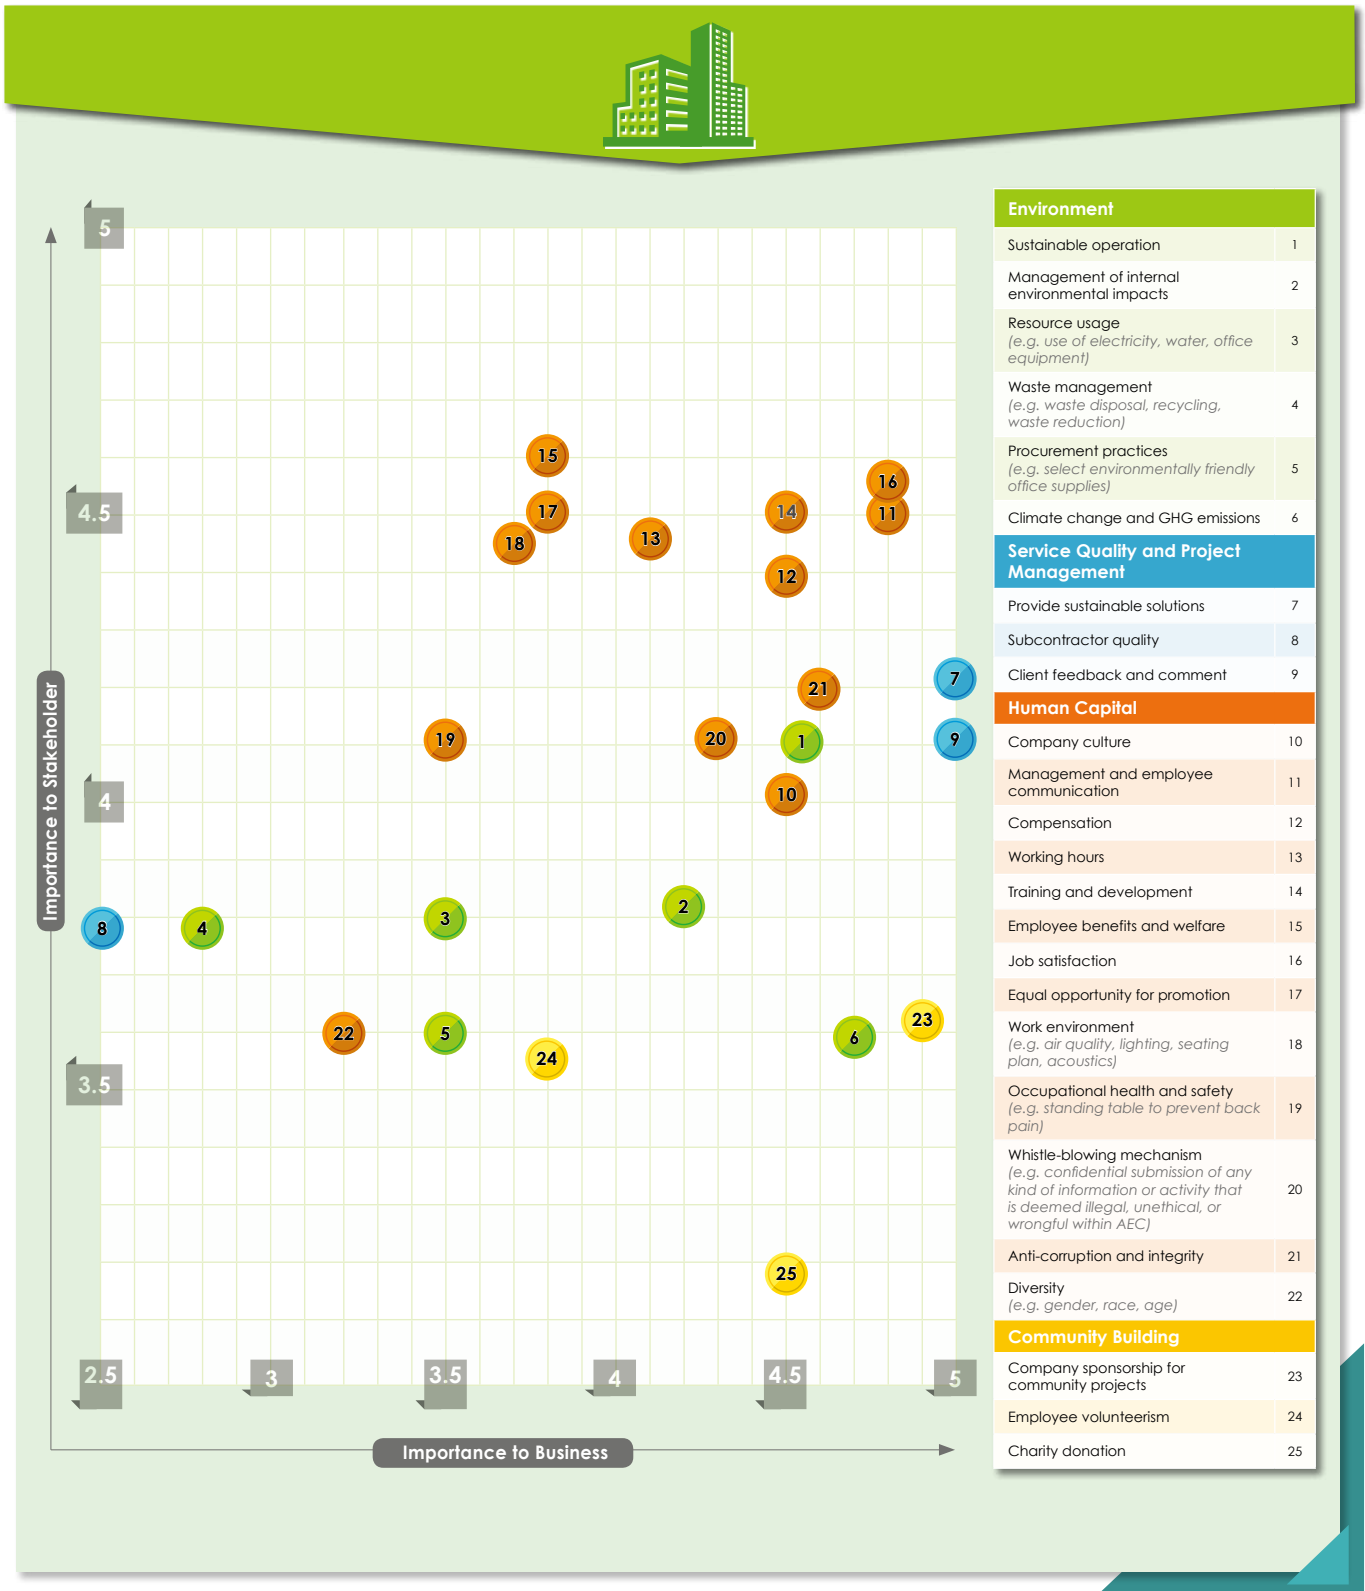 5
4.5
4
3.5
Importance to Stakeholder
15
16
17
14
11
18
13
12
7
21
19
20
1
9
10
2
3
8
4
23
22
5
6
24
25
2.5
3
3.5
4
4.5
5
Importance to Business
Environment
Sustainable operation 1
Management of internal
environmental impacts 2
Resource usage
(e.g. use of electricity, water, office 3
equipment)
Waste management
(e.g. waste disposal, recycling, 4
waste reduction)
Procurement practices
(e.g. select environmentally friendly 5
office supplies)
Climate change and GHG emissions 6
Service Quality and Project
Management
Provide sustainable solutions 7
Subcontractor quality 8
Client feedback and comment 9
Human Capital
Company culture 10
Management and employee
communication 11
Compensation 12
Working hours 13
Training and development 14
Employee benefits and welfare 15
Job satisfaction 16
Equal opportunity for promotion 17
Work environment
(e.g. air quality, lighting, seating 18
plan, acoustics)
Occupational health and safety
(e.g. standing table to prevent back 19
pain)
Whistle-blowing mechanism
(e.g. confidential submission of any
kind of information or activity that 20
is deemed illegal, unethical, or
wrongful within AEC)
Anti-corruption and integrity 21
Diversity
(e.g. gender, race, age) 22
Community Building
Company sponsorship for
community projects 23
Employee volunteerism 24
Charity donation 25